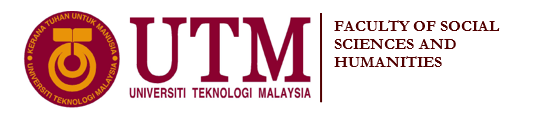 KERANA TUHAN UNTUK MANUSIA
UNIVERSITI TEKNOLOGI MALAYSIA
UTM
UNIVERSITI TEKNOLOGI MALAYSIA
FACULTY OF SOCIAL
SCIENCES AND
HUMANITIES